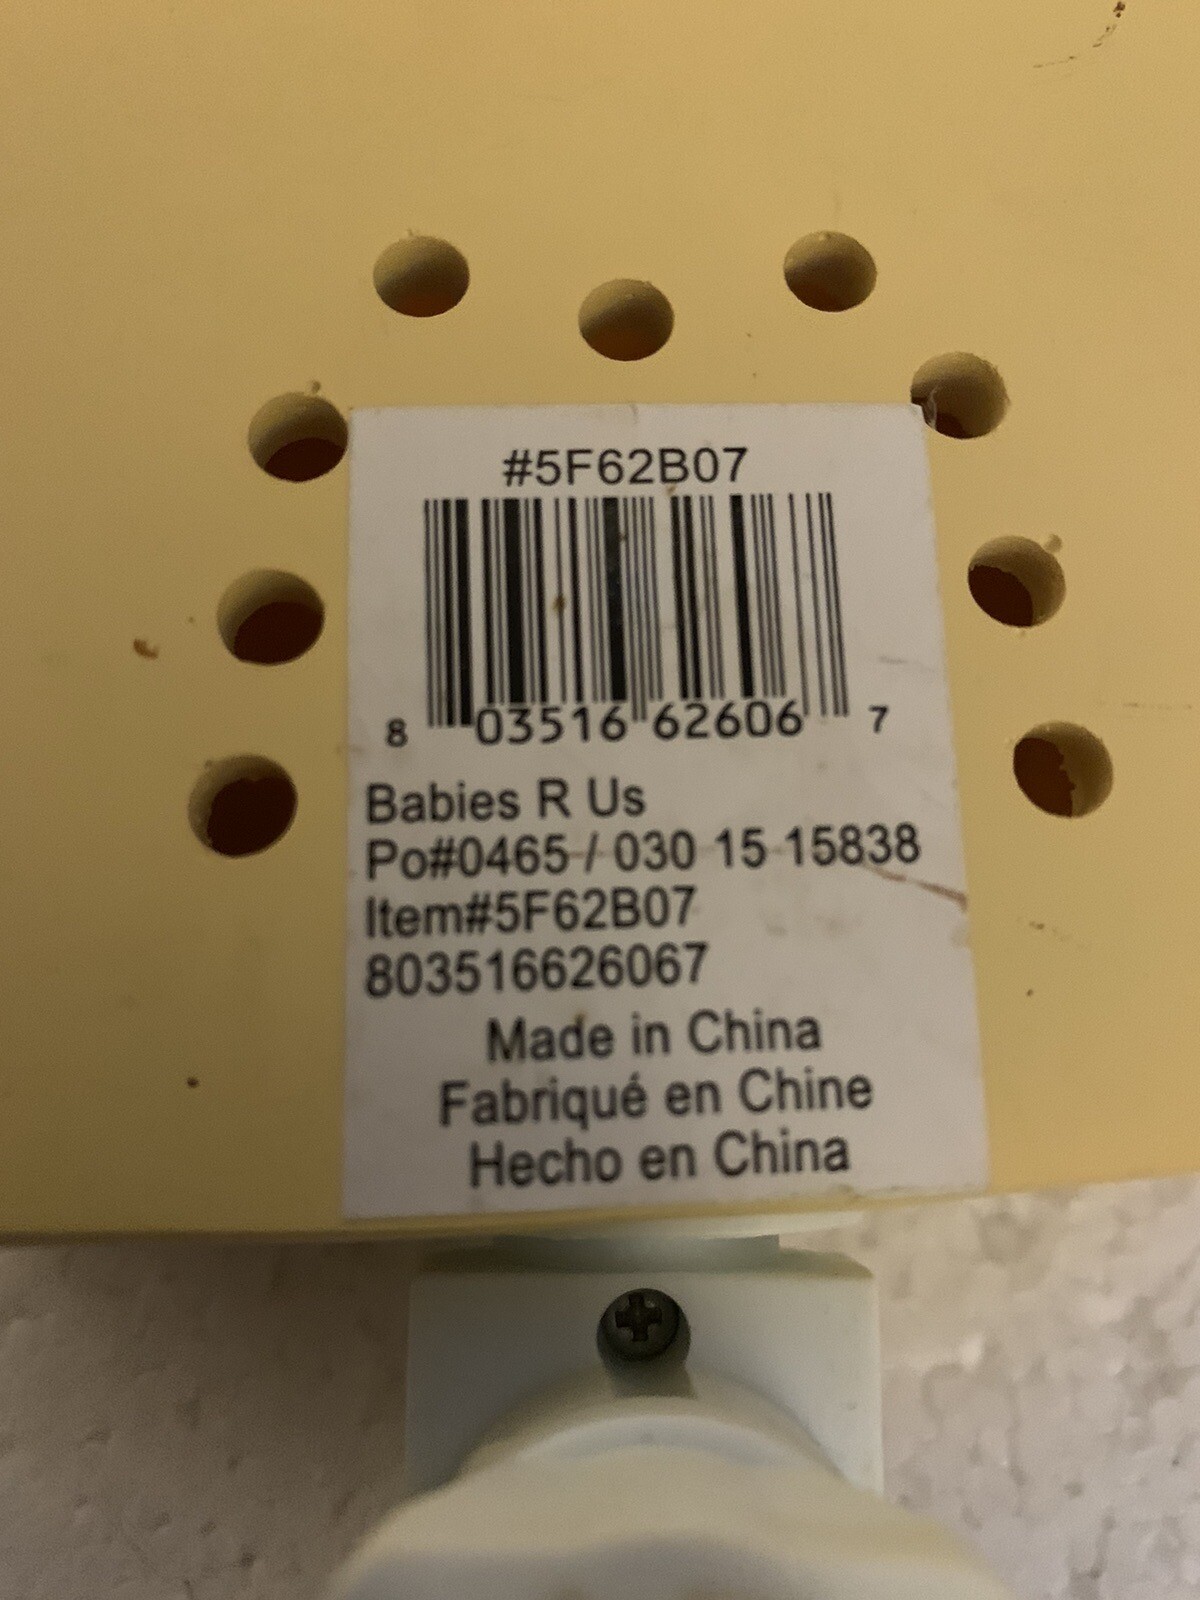 #5F62B07
8 03516 62606 7
Babies R Us
Po#0465 / 030 15 15838
Item#5F62B07
803516626067
Made in China
Fabriqué en Chine
Hecho en China